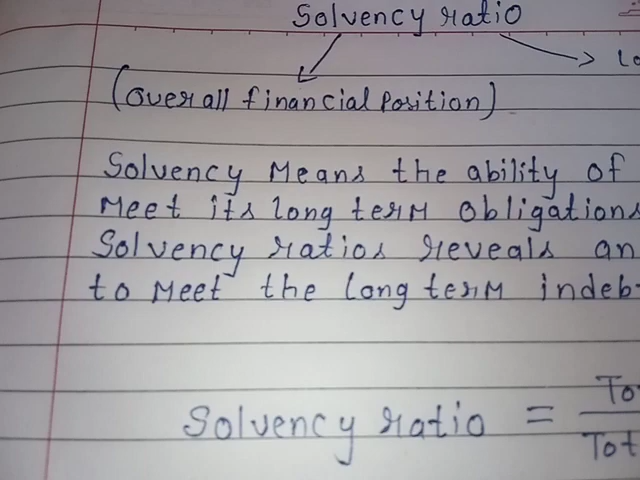 Solvency ratio
(Overall financial Position)
Solvency Means the ability of
Meet its long term obligations
Solvency ratios reveals an
to Meet the long term indeb
Solvency ratio =